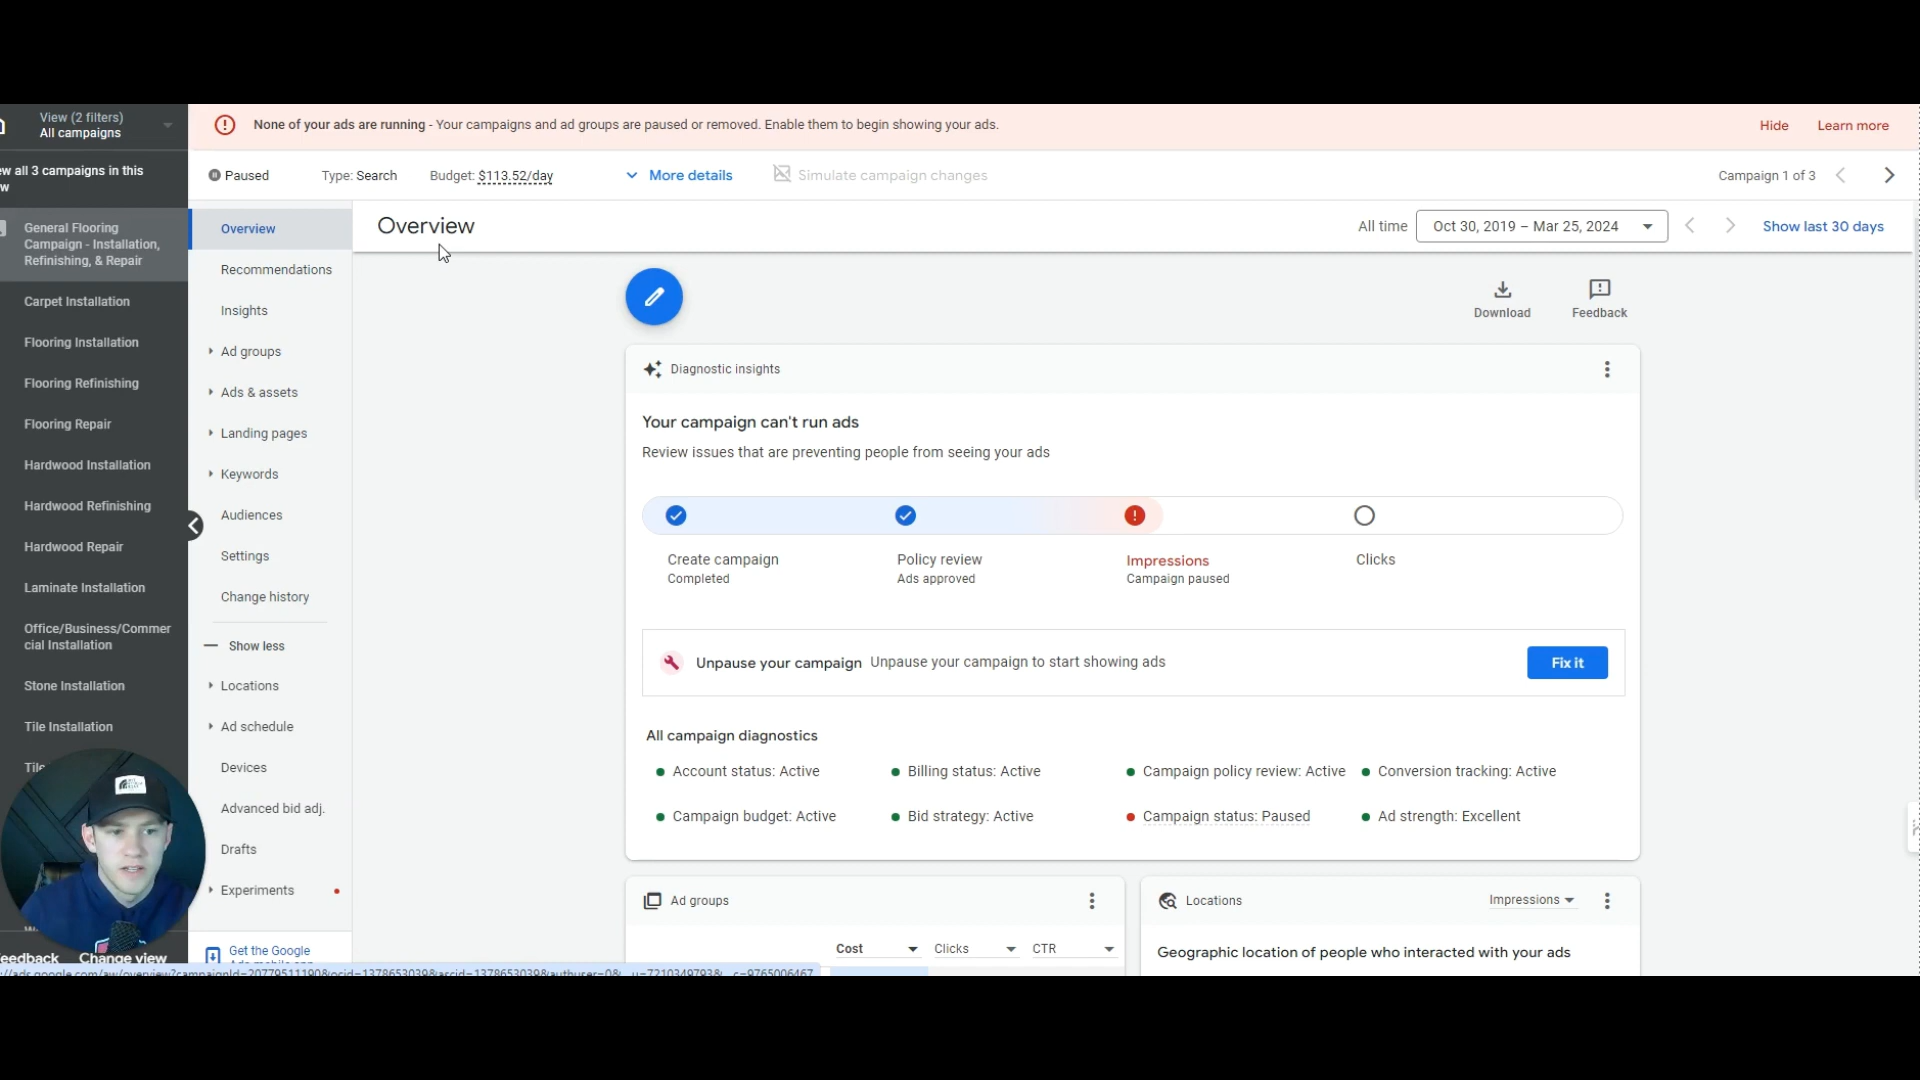 View (2 filters)
All campaigns
None of your ads are running - Your campaigns and ad groups are paused or removed. Enable them to begin showing your ads.
Hide
Learn more
ew all 3 campaigns in this
w
Paused
Type: Search
Budget: $113.52/day
More details
Simulate campaign changes
Campaign 1 of 3
General Flooring
Campaign - Installation,
Refinishing, & Repair
Carpet Installation
Flooring Installation
Flooring Refinishing
Flooring Repair
Hardwood Installation
Hardwood Refinishing
Hardwood Repair
Laminate Installation
Office/Business/Commer
cial Installation
Stone Installation
Tile Installation
Tile
eedback
Change view
Overview
Recommendations
Insights
Ad groups
Ads & assets
Landing pages
Keywords
Audiences
Settings
Change history
Show less
Locations
Ad schedule
Devices
Advanced bid adj.
Drafts
Experiments
Get the Google
Overview
All time
Oct 30, 2019 – Mar 25, 2024
Show last 30 days
Download
Feedback
Diagnostic insights
Your campaign can't run ads
Review issues that are preventing people from seeing your ads
Create campaign
Completed
Policy review
Ads approved
Impressions
Campaign paused
Clicks
Unpause your campaign
Unpause your campaign to start showing ads
Fix it
All campaign diagnostics
Account status: Active
Billing status: Active
Campaign policy review: Active
Conversion tracking: Active
Campaign budget: Active
Bid strategy: Active
Campaign status: Paused
Ad strength: Excellent
Ad groups
Cost
Clicks
CTR
Locations
Impressions
Geographic location of people who interacted with your ads